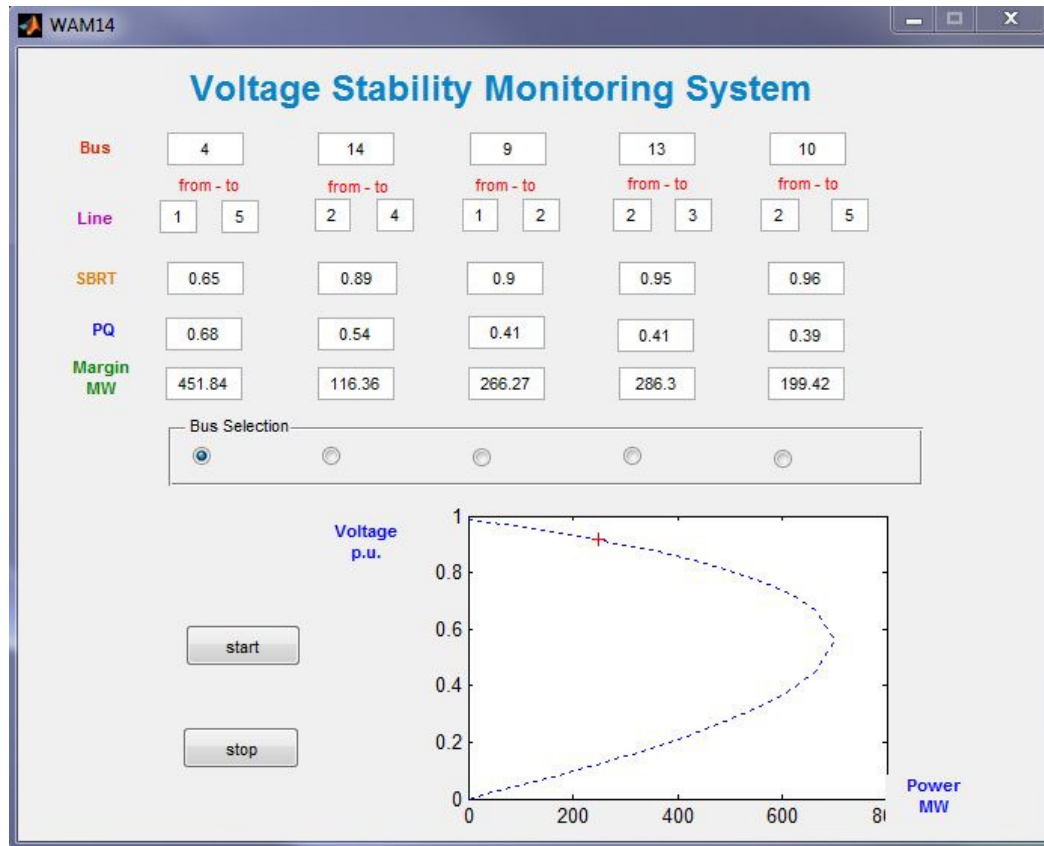 WAM14
Voltage Stability Monitoring System
Bus 4 14 9 13 10
from - to from - to from - to from - to from - to
Line 1 5 2 4 1 2 2 3 2 5
SBRT 0.65 0.89 0.9 0.95 0.96
PQ 0.68 0.54 0.41 0.41 0.39
Margin
MW 451.84 116.36 266.27 286.3 199.42
Bus Selection
Voltage
p.u.
1
0.8
0.6
0.4
0.2
0
start
stop
0 200 400 600 8
Power
MW